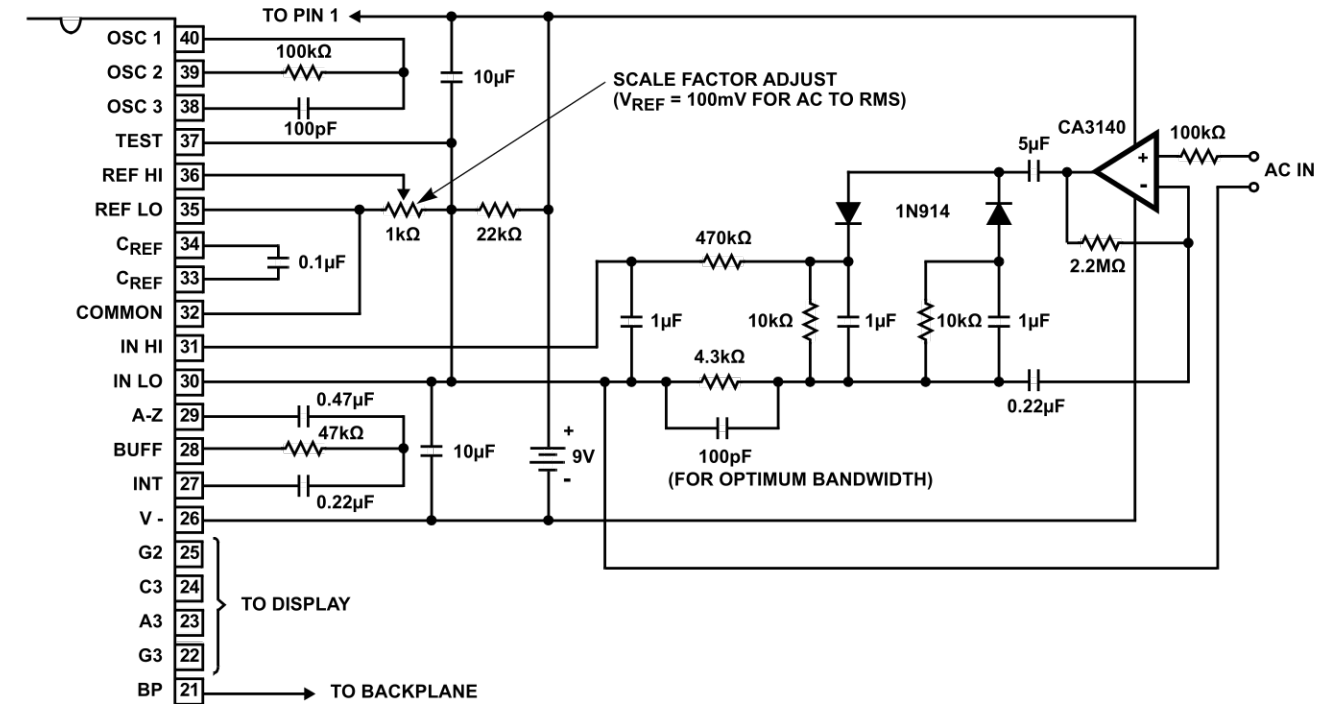 TO PIN 1
OSC 1 40
100kΩ
OSC 2 39
10µF
SCALE FACTOR ADJUST
(VREF = 100mV FOR AC TO RMS)
OSC 3 38
100pF
TEST 37
CA3140
100kΩ
5µF
+
-
AC IN
REF HI 36
REF LO 35
1kΩ
22kΩ
1N914
470kΩ
2.2MΩ
CREF 34
0.1µF
CREF 33
COMMON 32
1µF
10kΩ
1µF
10kΩ
1µF
IN HI 31
4.3kΩ
IN LO 30
0.22µF
A-Z 29
0.47µF
47kΩ
BUFF 28
10µF
+
9V
-
100pF
(FOR OPTIMUM BANDWIDTH)
INT 27
0.22µF
V - 26
G2 25
C3 24
TO DISPLAY
A3 23
G3 22
BP 21
TO BACKPLANE